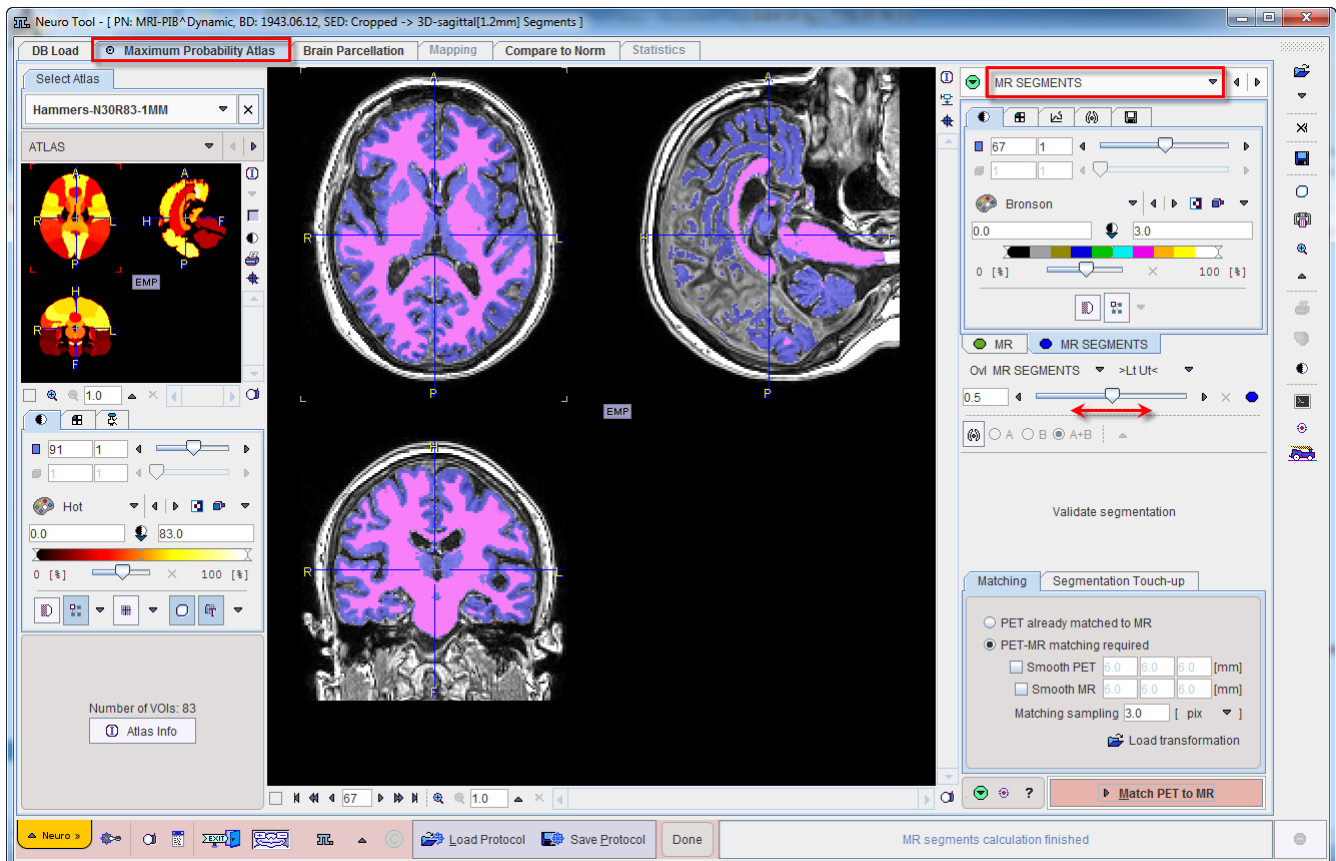 Neuro Tool - [ PN: MRI-PIB^Dynamic, BD: 1943.06.12, SED: Cropped -> 3D-sagittal[1.2mm] Segments ]
DB Load Maximum Probability Atlas Brain Parcellation Mapping Compare to Norm Statistics
Select Atlas
Hammers-N30R83-1MM
ATLAS
A
A
R
L
H
F
P
P
EMP
H
R
L
F
1.0
91 1
1 1
Hot
0.0 83.0
0 [%] 100 [%]
Number of VOIs: 83
Atlas Info
A
A
R
L
H
F
P
P
EMP
H
R
L
F
67 1.0
MR SEGMENTS
67 1
1 1
Bronson
0.0 3.0
0 [%] 100 [%]
MR MR SEGMENTS
Ovl MR SEGMENTS >Lt Ut<
0.5
A B A+B
Validate segmentation
Matching Segmentation Touch-up
PET already matched to MR
PET-MR matching required
Smooth PET 6.0 6.0 6.0 [mm]
Smooth MR 6.0 6.0 6.0 [mm]
Matching sampling 3.0 [ pix ]
Load transformation
? Match PET to MR
Neuro » EXIT Load Protocol Save Protocol Done MR segments calculation finished